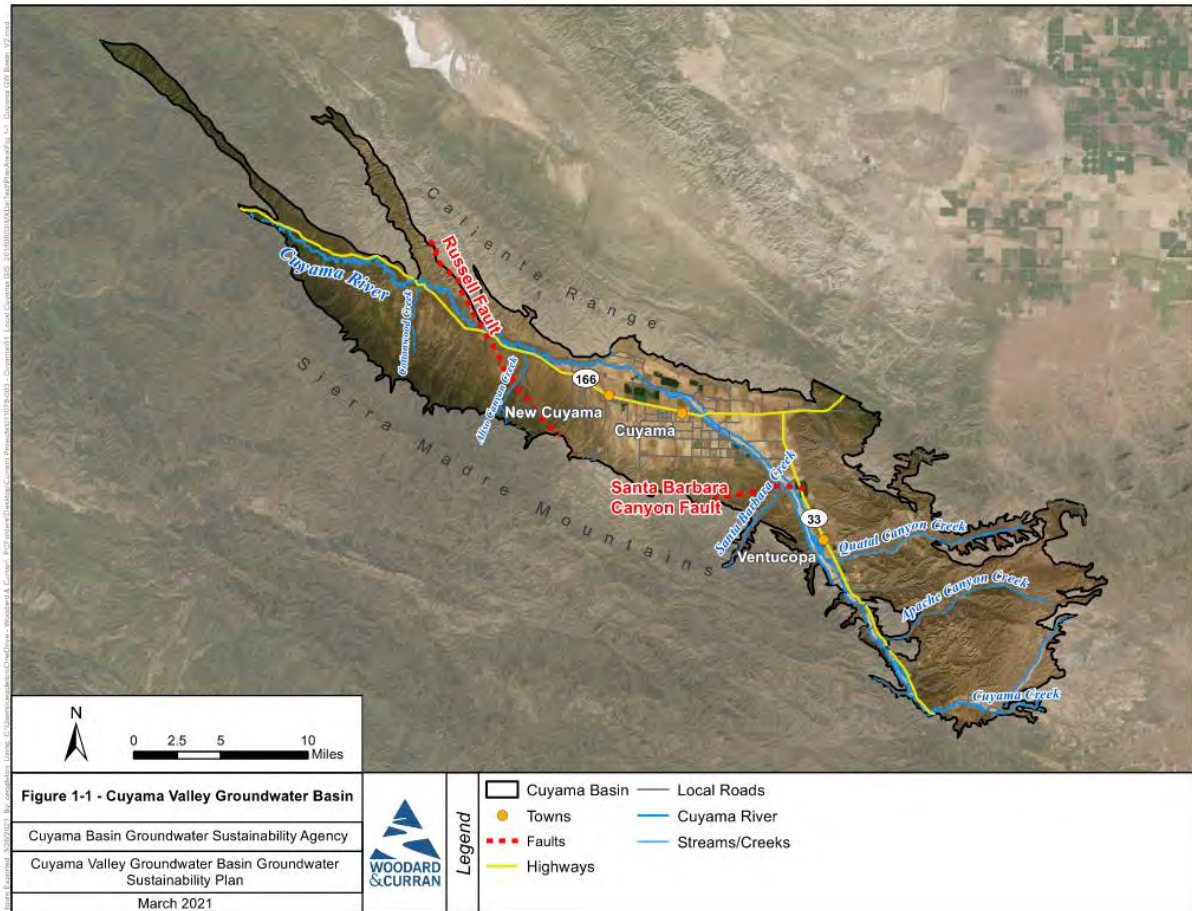 Caliente Range
Russell Fault
Cuyama River
Cottonwood Creek
Aliso Canyon Creek
166
New Cuyama
Cuyama
Sierra Madre Mountains
Santa Barbara
Canyon Fault
Santa Barbara Creek
33
Ventucopa
Quatal Canyon Creek
Apache Canyon Creek
Cuyama Creek
N
0 2.5 5 10
Miles
Figure 1-1 - Cuyama Valley Groundwater Basin
Cuyama Basin Groundwater Sustainability Agency
Cuyama Valley Groundwater Basin Groundwater
Sustainability Plan
March 2021
WOODARD
&CURRAN
Legend
Cuyama Basin
Towns
Faults
Highways
Local Roads
Cuyama River
Streams/Creeks